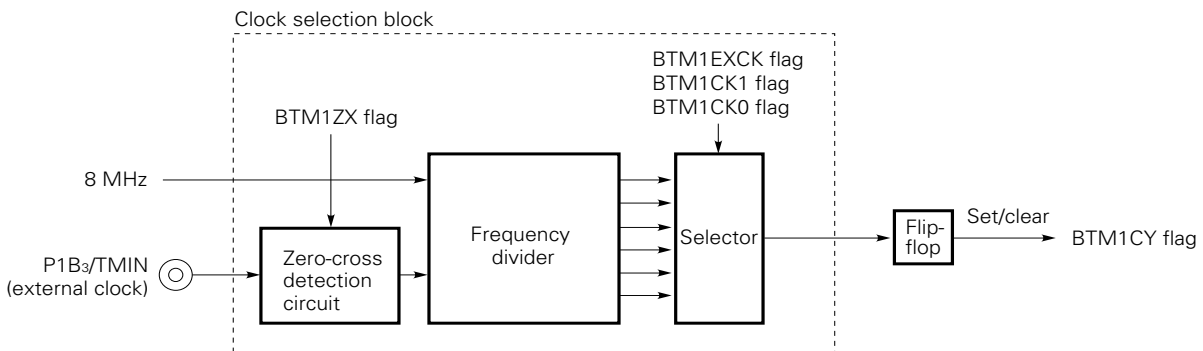 Clock selection block
BTM1EXCK flag
BTM1CK1 flag
BTM1CK0 flag
BTM1ZX flag
8 MHz
Frequency
divider
Selector
Flip-
flop
Set/clear
BTM1CY flag
P1B₃/TMIN
(external clock)
Zero-cross
detection
circuit